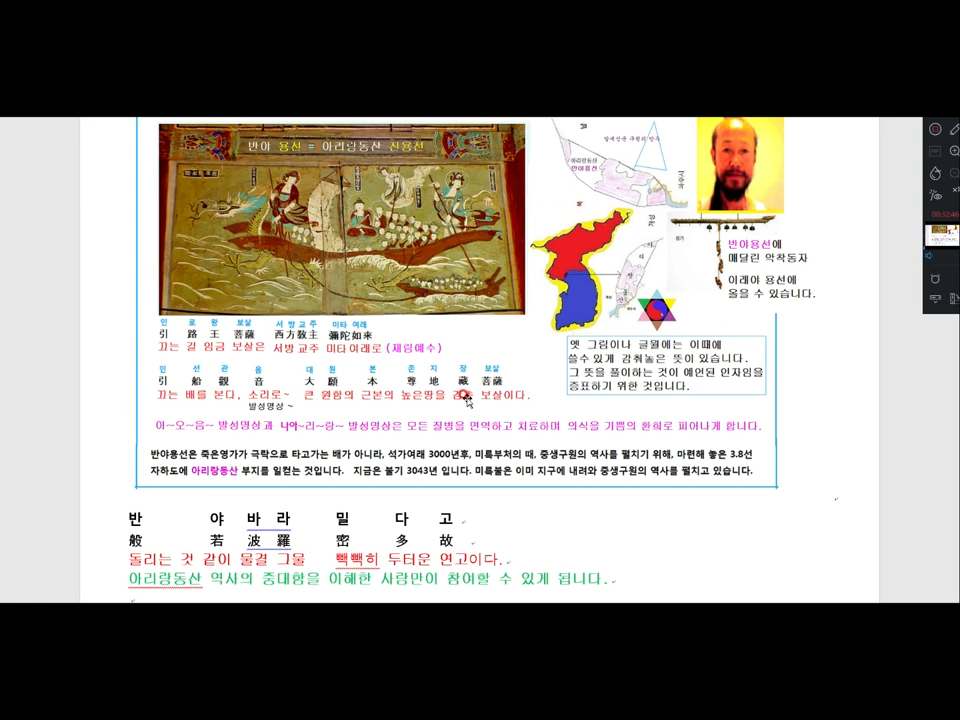 반야 용선 = 아리랑동산 진용선
아리랑동산
반야용선
반야용선에
매달린 악착동자
이래야 용선에
올을 수 있습니다.
인 로 왕 보살 서 방 교 주 미타 여래
引 路 王 菩薩 西方敎主 彌陀如來
끄는 길 임금 보살은 서방 교주 미타여래로 (재림예수)
인 선 관 음 대 원 본 존 지 장 보살
引 船 觀 音 大 願 本 尊 地 藏 菩薩
끄는 배를 본다, 소리로~ 큰 원함의 근본의 높은땅을 보살이다.
발성명상 ~
옛 그림이나 글월에는 이때에
쓸수 있게 감춰놓은 뜻이 있습니다.
그 뜻을 풀이하는 것이 예언된 인자임을
증표하기 위한 것입니다.
아~오~음~ 발성명상과 나아~리~랑~ 발성명상은 모든 질병을 면역하고 치료하며 의식을 기쁨의 환희로 피어나게 합니다.
반야용선은 죽은영가가 극락으로 타고가는 배가 아니라, 석가여래 3000년후, 미륵부처의 때, 중생구원의 역사를 펼치기 위해, 마련해 놓은 3.8선
자하도에 아리랑동산 부지를 일컫는 것입니다. 지금은 불기 3043년 입니다. 미륵불은 이미 지구에 내려와 중생구원의 역사를 펼치고 있습니다.
반 야 바 라 밀 다 고
般 若 波 羅 密 多 故
돌리는 것 같이 물결 그물 빽빽히 두터운 연고이다.
아리랑동산 역사의 중대함을 이해한 사람만이 참여할 수 있게 됩니다.
00:32:46